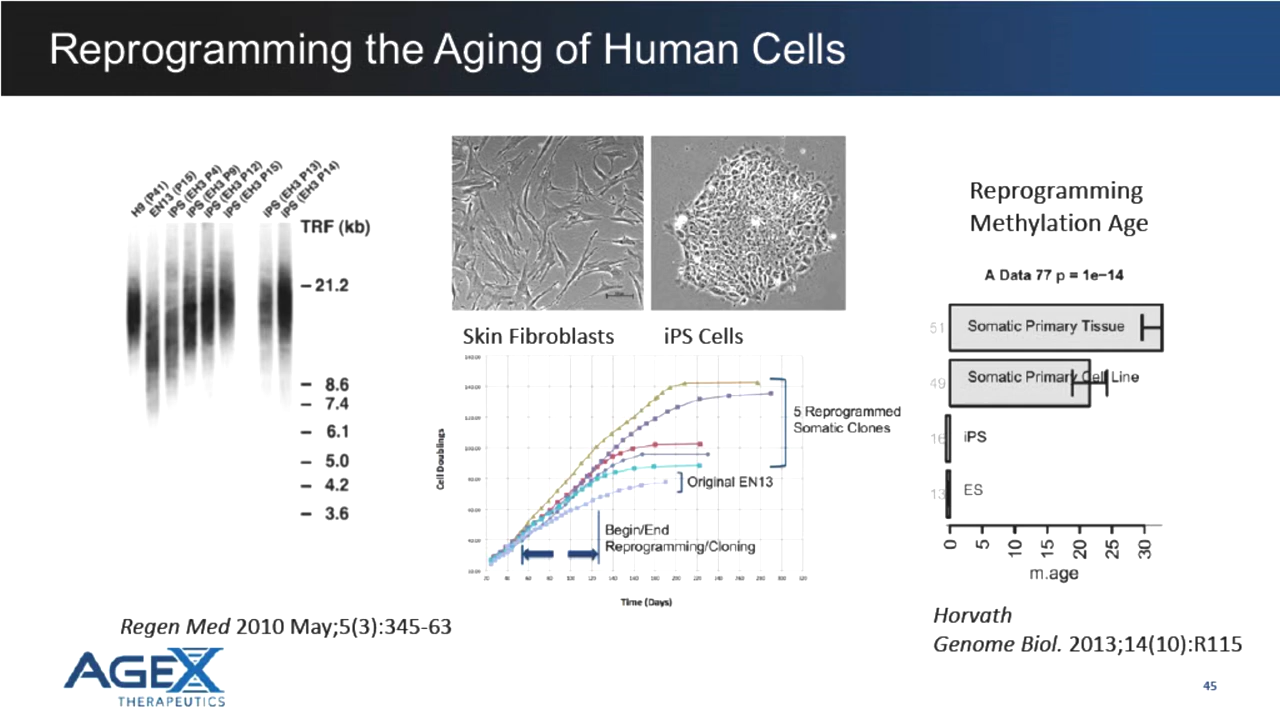 Reprogramming the Aging of Human Cells
H9 (P41)
EN13 (P15)
iPS (EH3 P4)
iPS (EH3 P9)
iPS (EH3 P12)
iPS (EH3 P15)
iPS (EH3 P13)
iPS (EH3 P14)
TRF (kb)
21.2
8.6
7.4
6.1
5.0
4.2
3.6
Regen Med 2010 May;5(3):345-63
Skin Fibroblasts
iPS Cells
Cell Doublings
5 Reprogrammed
Somatic Clones
Original EN13
Begin/End
Reprogramming/Cloning
Time (Days)
Reprogramming
Methylation Age
A Data 77 p = 1e−14
51 Somatic Primary Tissue
49 Somatic Primary Cell Line
16 iPS
13 ES
0 5 10 15 20 25 30
m.age
Horvath
Genome Biol. 2013;14(10):R115
AGEX
THERAPEUTICS
45